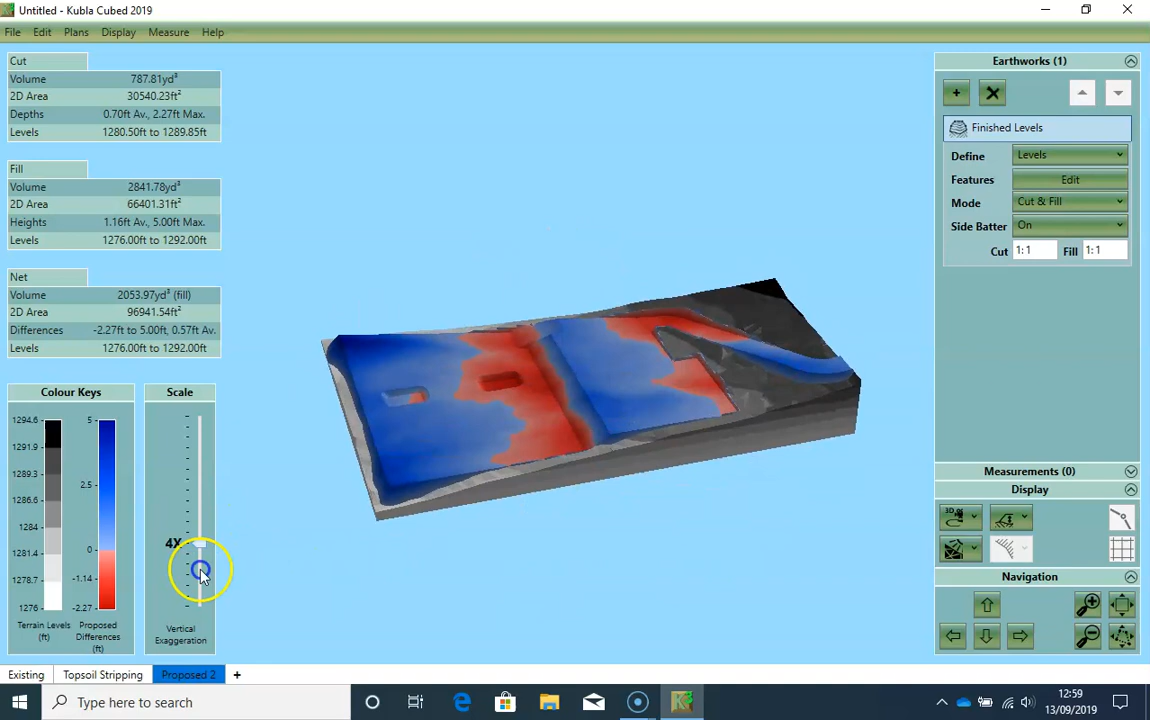 Untitled - Kubla Cubed 2019
File Edit Plans Display Measure Help
Cut
Volume 787.81yd³
2D Area 30540.23ft²
Depths 0.70ft Av., 2.27ft Max.
Levels 1280.50ft to 1289.85ft
Fill
Volume 2841.78yd³
2D Area 66401.31ft²
Heights 1.16ft Av., 5.00ft Max.
Levels 1276.00ft to 1292.00ft
Net
Volume 2053.97yd³ (fill)
2D Area 96941.54ft²
Differences -2.27ft to 5.00ft, 0.57ft Av.
Levels 1276.00ft to 1292.00ft
Colour Keys
1294.6
1291.9
1289.3
1286.6
1284
1281.4
1278.7
1276
Terrain Levels
(ft)
5
2.5
0
-1.14
-2.27
Proposed
Differences
(ft)
Scale
4X
Vertical
Exaggeration
Earthworks (1)
+
Finished Levels
Define Levels
Features Edit
Mode Cut & Fill
Side Batter On
Cut 1: 1 Fill 1: 1
Measurements (0)
Display
3D
Navigation
Existing Topsoil Stripping Proposed 2 +
Type here to search
12:59
13/09/2019